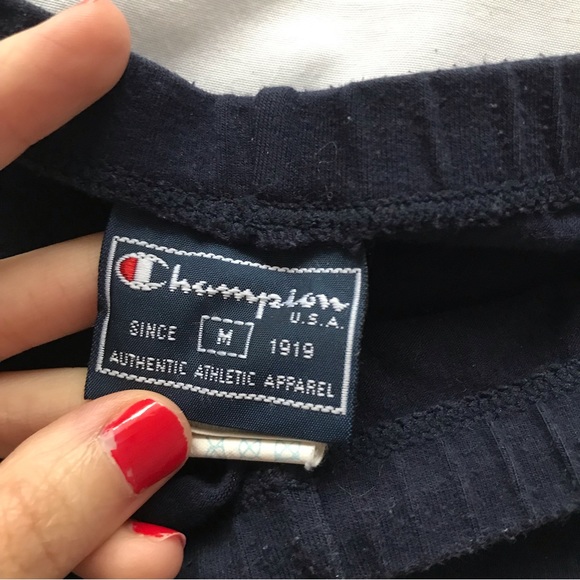 Champion
U.S.A.
SINCE M 1919
AUTHENTIC ATHLETIC APPAREL